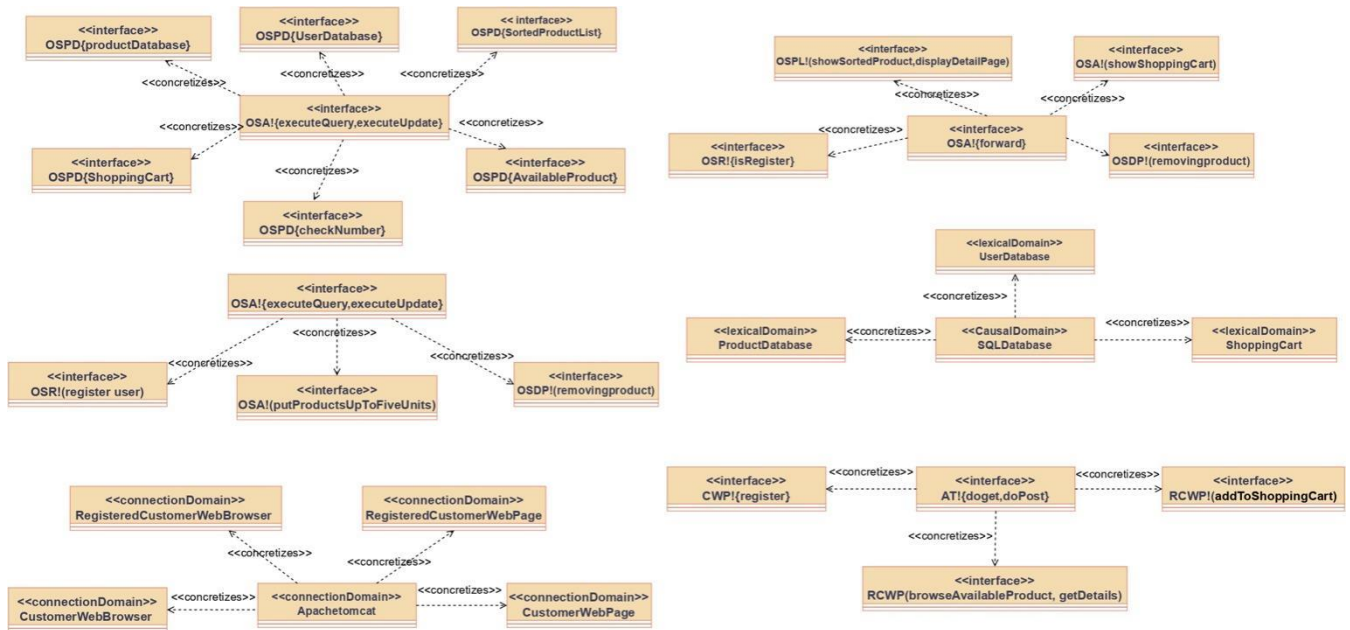 <<interface>>
OSPD{productDatabase}
<<interface>>
OSPD{UserDatabase}
<< interface>>
OSPD{SortedProductList}
<<concretizes>>
<<concretizes>>
<<concretizes>>
<<interface>>
OSA!{executeQuery,executeUpdate}
<<concretizes>>
<<concretizes>>
<<interface>>
OSPD{ShoppingCart}
<<concretizes>>
<<interface>>
OSPD{AvailableProduct}
<<interface>>
OSPD{checkNumber}
<<interface>>
OSPL!(showSortedProduct,displayDetailPage)
<<interface>>
OSA!(showShoppingCart)
<<concretizes>>
<<concretizes>>
<<interface>>
OSA!{forward}
<<concretizes>>
<<concretizes>>
<<interface>>
OSR!{isRegister}
<<interface>>
OSDP!(removingproduct)
<<interface>>
OSA!{executeQuery,executeUpdate}
<<concretizes>>
<<concretizes>>
<<concretizes>>
<<interface>>
OSR!(register user)
<<interface>>
OSA!(putProductsUpToFiveUnits)
<<interface>>
OSDP!(removingproduct)
<<lexicalDomain>>
UserDatabase
<<concretizes>>
<<lexicalDomain>>
ProductDatabase
<<concretizes>>
<<CausalDomain>>
SQLDatabase
<<concretizes>>
<<lexicalDomain>>
ShoppingCart
<<connectionDomain>>
RegisteredCustomerWebBrowser
<<connectionDomain>>
RegisteredCustomerWebPage
<<concretizes>>
<<concretizes>>
<<connectionDomain>>
CustomerWebBrowser
<<concretizes>>
<<connectionDomain>>
Apachetomcat
<<concretizes>>
<<connectionDomain>>
CustomerWebPage
<<interface>>
CWP!{register}
<<concretizes>>
<<interface>>
AT!{doget,doPost}
<<concretizes>>
<<interface>>
RCWP!(addToShoppingCart)
<<concretizes>>
<<interface>>
RCWP(browseAvailableProduct, getDetails)